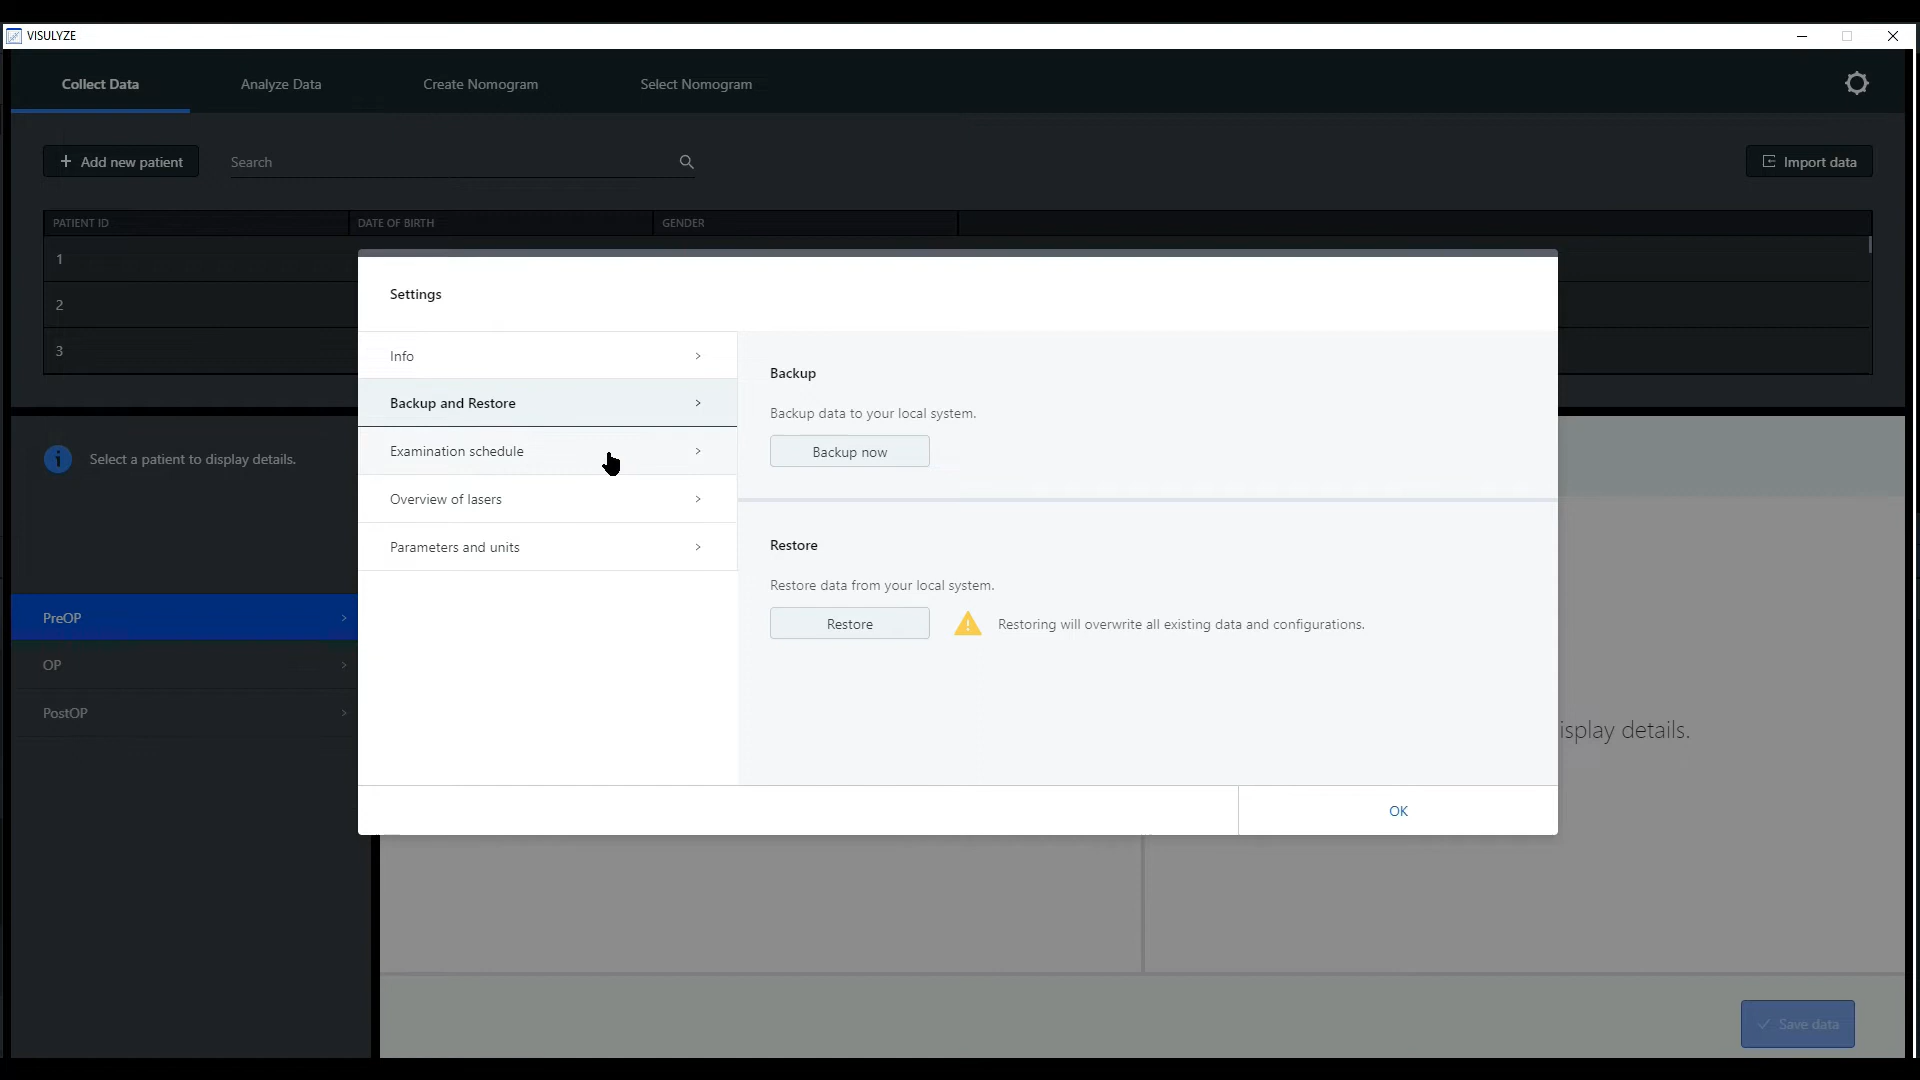 VISULYZE
Collect Data
Analyze Data
Create Nomogram
Select Nomogram
Add new patient
Search
Import data
PATIENT ID
DATE OF BIRTH
GENDER
1
2
3
Settings
Info
Backup and Restore
Examination schedule
Overview of lasers
Parameters and units
Backup
Backup data to your local system.
Backup now
Restore
Restore data from your local system.
Restore
Restoring will overwrite all existing data and configurations.
OK
Select a patient to display details.
PreOP
OP
PostOP
isplay details.
Save data